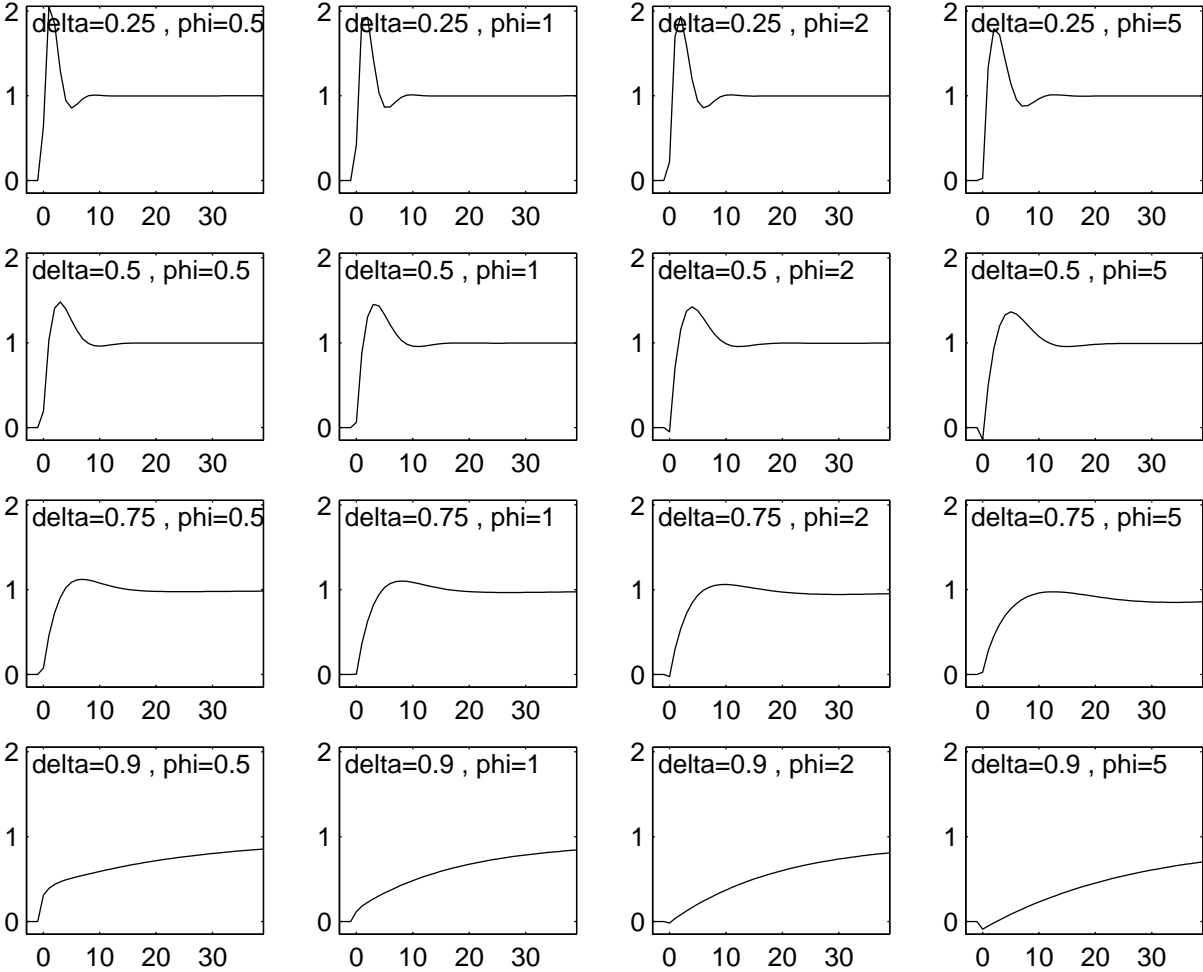 2 delta=0.25 , phi=0.5
1
0
0 10 20 30
2 delta=0.25 , phi=1
1
0
0 10 20 30
2 delta=0.25 , phi=2
1
0
0 10 20 30
2 delta=0.25 , phi=5
1
0
0 10 20 30
2 delta=0.5 , phi=0.5
1
0
0 10 20 30
2 delta=0.5 , phi=1
1
0
0 10 20 30
2 delta=0.5 , phi=2
1
0
0 10 20 30
2 delta=0.5 , phi=5
1
0
0 10 20 30
2 delta=0.75 , phi=0.5
1
0
0 10 20 30
2 delta=0.75 , phi=1
1
0
0 10 20 30
2 delta=0.75 , phi=2
1
0
0 10 20 30
2 delta=0.75 , phi=5
1
0
0 10 20 30
2 delta=0.9 , phi=0.5
1
0
0 10 20 30
2 delta=0.9 , phi=1
1
0
0 10 20 30
2 delta=0.9 , phi=2
1
0
0 10 20 30
2 delta=0.9 , phi=5
1
0
0 10 20 30